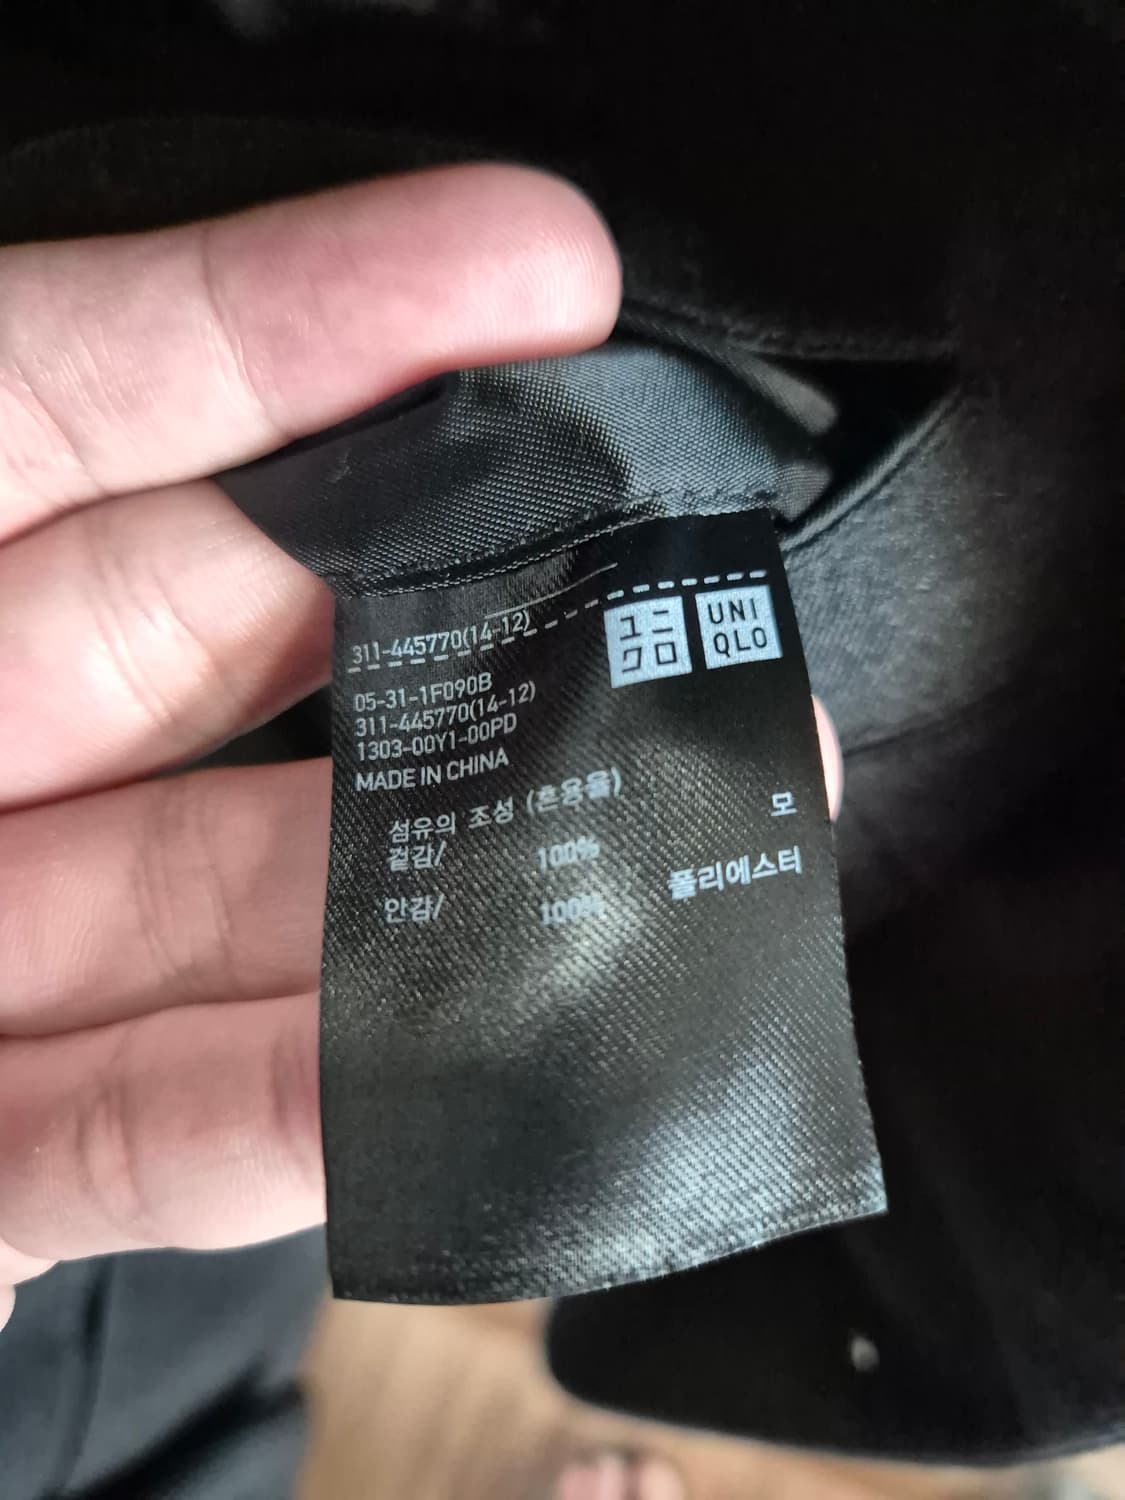 311-445770(14-12)
ユニ
クロ
UNI
QLO
05-31-1F090B
311-445770(14-12)
1303-00Y1-00PD
MADE IN CHINA
섬유의 조성 (혼용율)
겉감/ 100% 모
안감/ 100% 폴리에스터